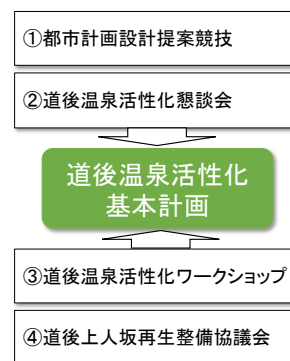 ①都市計画設計提案競技
②道後温泉活性化懇談会
道後温泉活性化
基本計画
③道後温泉活性化ワークショップ
④道後上人坂再生整備協議会